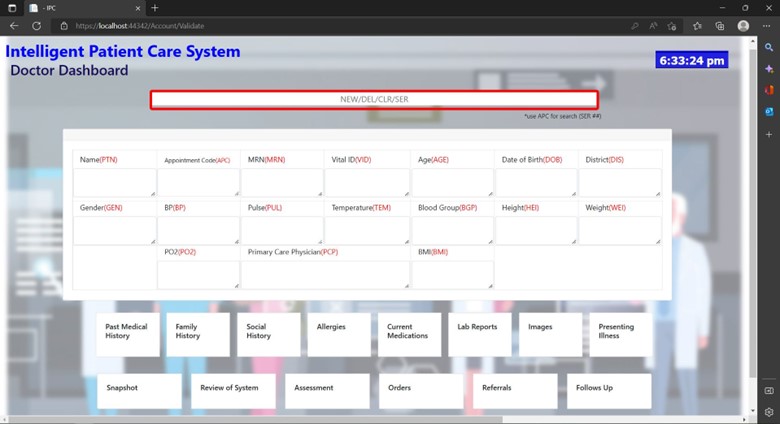 - IPC
https://localhost:44342/Account/Validate
Intelligent Patient Care System
Doctor Dashboard
6:33:24 pm
NEW/DEL/CLR/SER
*use APC for search (SER ##)
Name(PTN) Appointment Code(APC) MRN(MRN) Vital ID(VID) Age(AGE) Date of Birth(DOB) District(DIS)
Gender(GEN) BP(BP) Pulse(PUL) Temperature(TEM) Blood Group(BGP) Height(HEI) Weight(WEI)
PO2(PO2) Primary Care Physician(PCP) BMI(BMI)
Past Medical History Family History Social History Allergies Current Medications Lab Reports Images Presenting Illness
Snapshot Review of System Assessment Orders Referrals Follows Up